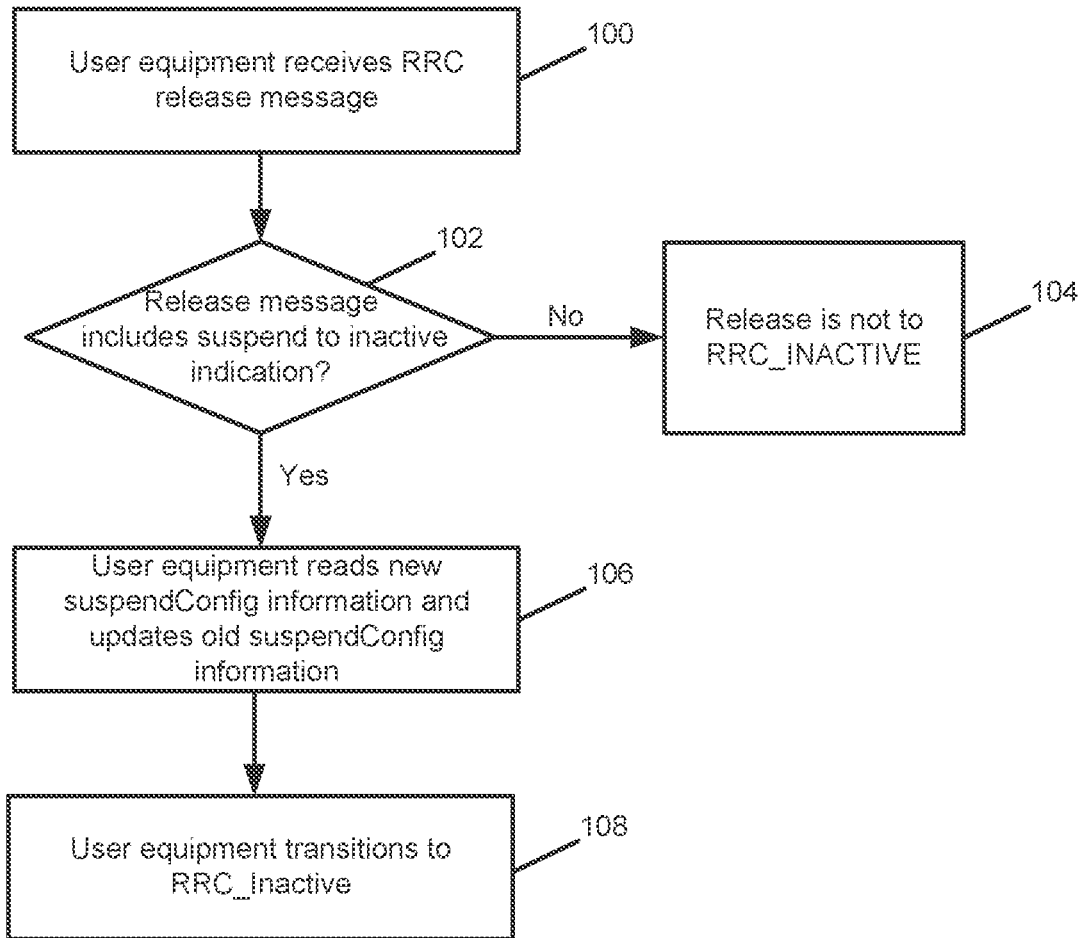 User equipment receives RRC
release message
100
102
Release message
includes suspend to inactive
indication?
No
Release is not to
RRC_INACTIVE
104
Yes
User equipment reads new
suspendConfig information and
updates old suspendConfig
information
106
User equipment transitions to
RRC_Inactive
108